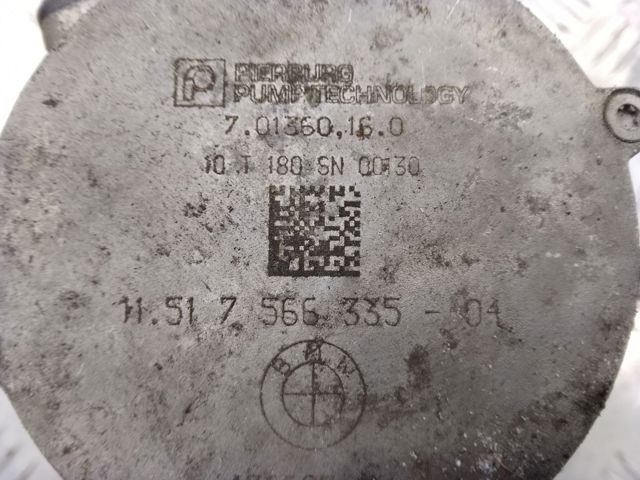 PIERBURG
PUMP TECHNOLOGY
7.01360.16.0
10 T 180 SN 00130
11.51 7 566 335 - 04
BMW